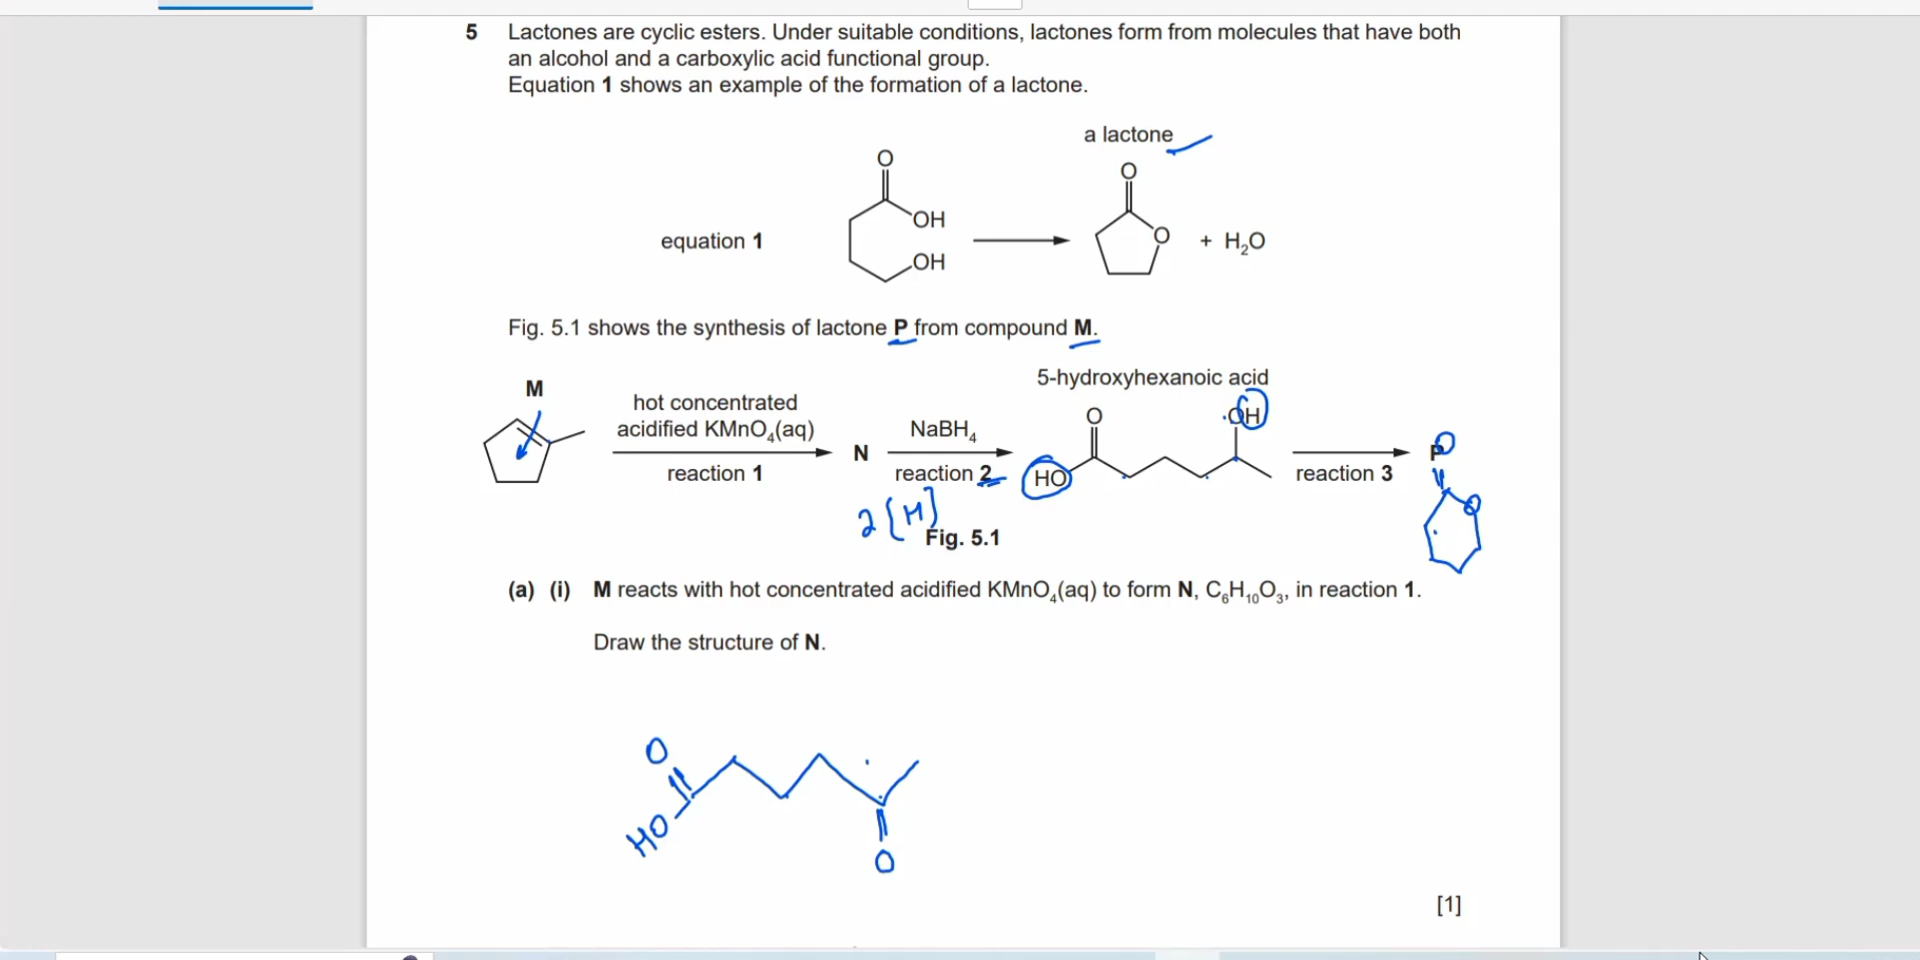 5 Lactones are cyclic esters. Under suitable conditions, lactones form from molecules that have both
an alcohol and a carboxylic acid functional group.
Equation 1 shows an example of the formation of a lactone.
a lactone
O
O
OH
equation 1
O
+ H₂O
OH
Fig. 5.1 shows the synthesis of lactone P from compound M.
5-hydroxyhexanoic acid
M
hot concentrated
acidified KMnO₄(aq)
reaction 1
N
NaBH₄
reaction 2
O
OH
HO
reaction 3
P
O
O
2[H]
Fig. 5.1
(a) (i) M reacts with hot concentrated acidified KMnO₄(aq) to form N, C₆H₁₀O₃, in reaction 1.
Draw the structure of N.
O
HO
O
[1]